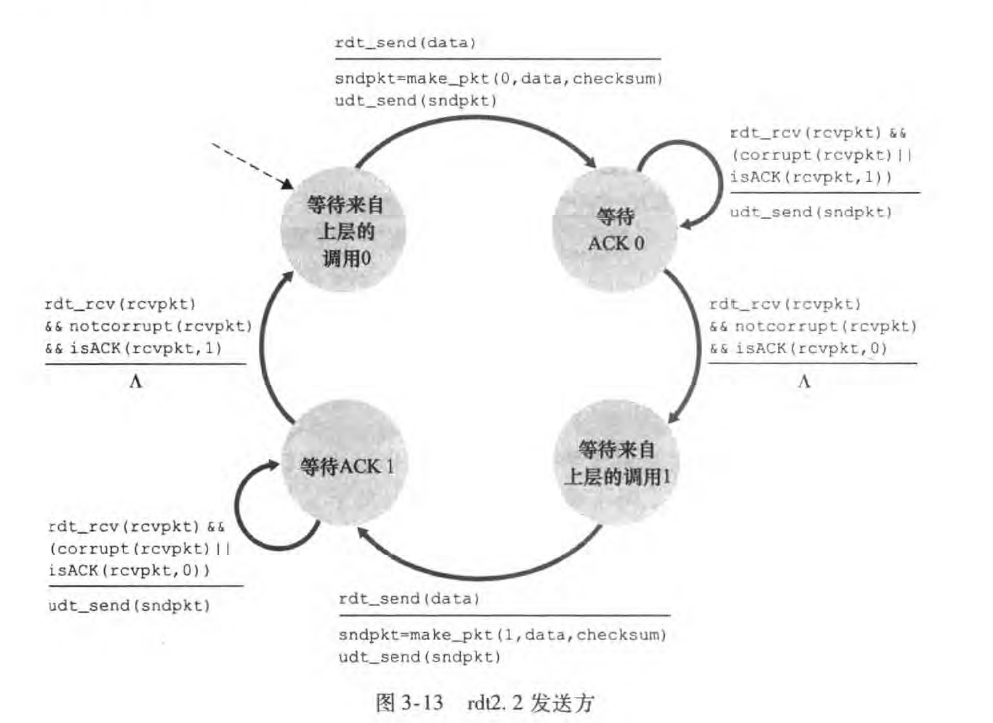 rdt_send(data)
sndpkt=make_pkt(0,data,checksum)
udt_send(sndpkt)
rdt_rcv(rcvpkt) &&
(corrupt(rcvpkt)||
isACK(rcvpkt,1))
udt_send(sndpkt)
等待来自
上层的
调用0
等待
ACK 0
rdt_rcv(rcvpkt)
&& notcorrupt(rcvpkt)
&& isACK(rcvpkt,1)
Λ
rdt_rcv(rcvpkt)
&& notcorrupt(rcvpkt)
&& isACK(rcvpkt,0)
Λ
等待ACK 1
等待来自
上层的调用1
rdt_rcv(rcvpkt) &&
(corrupt(rcvpkt)||
isACK(rcvpkt,0))
udt_send(sndpkt)
rdt_send(data)
sndpkt=make_pkt(1,data,checksum)
udt_send(sndpkt)
图 3-13 rdt2. 2 发送方